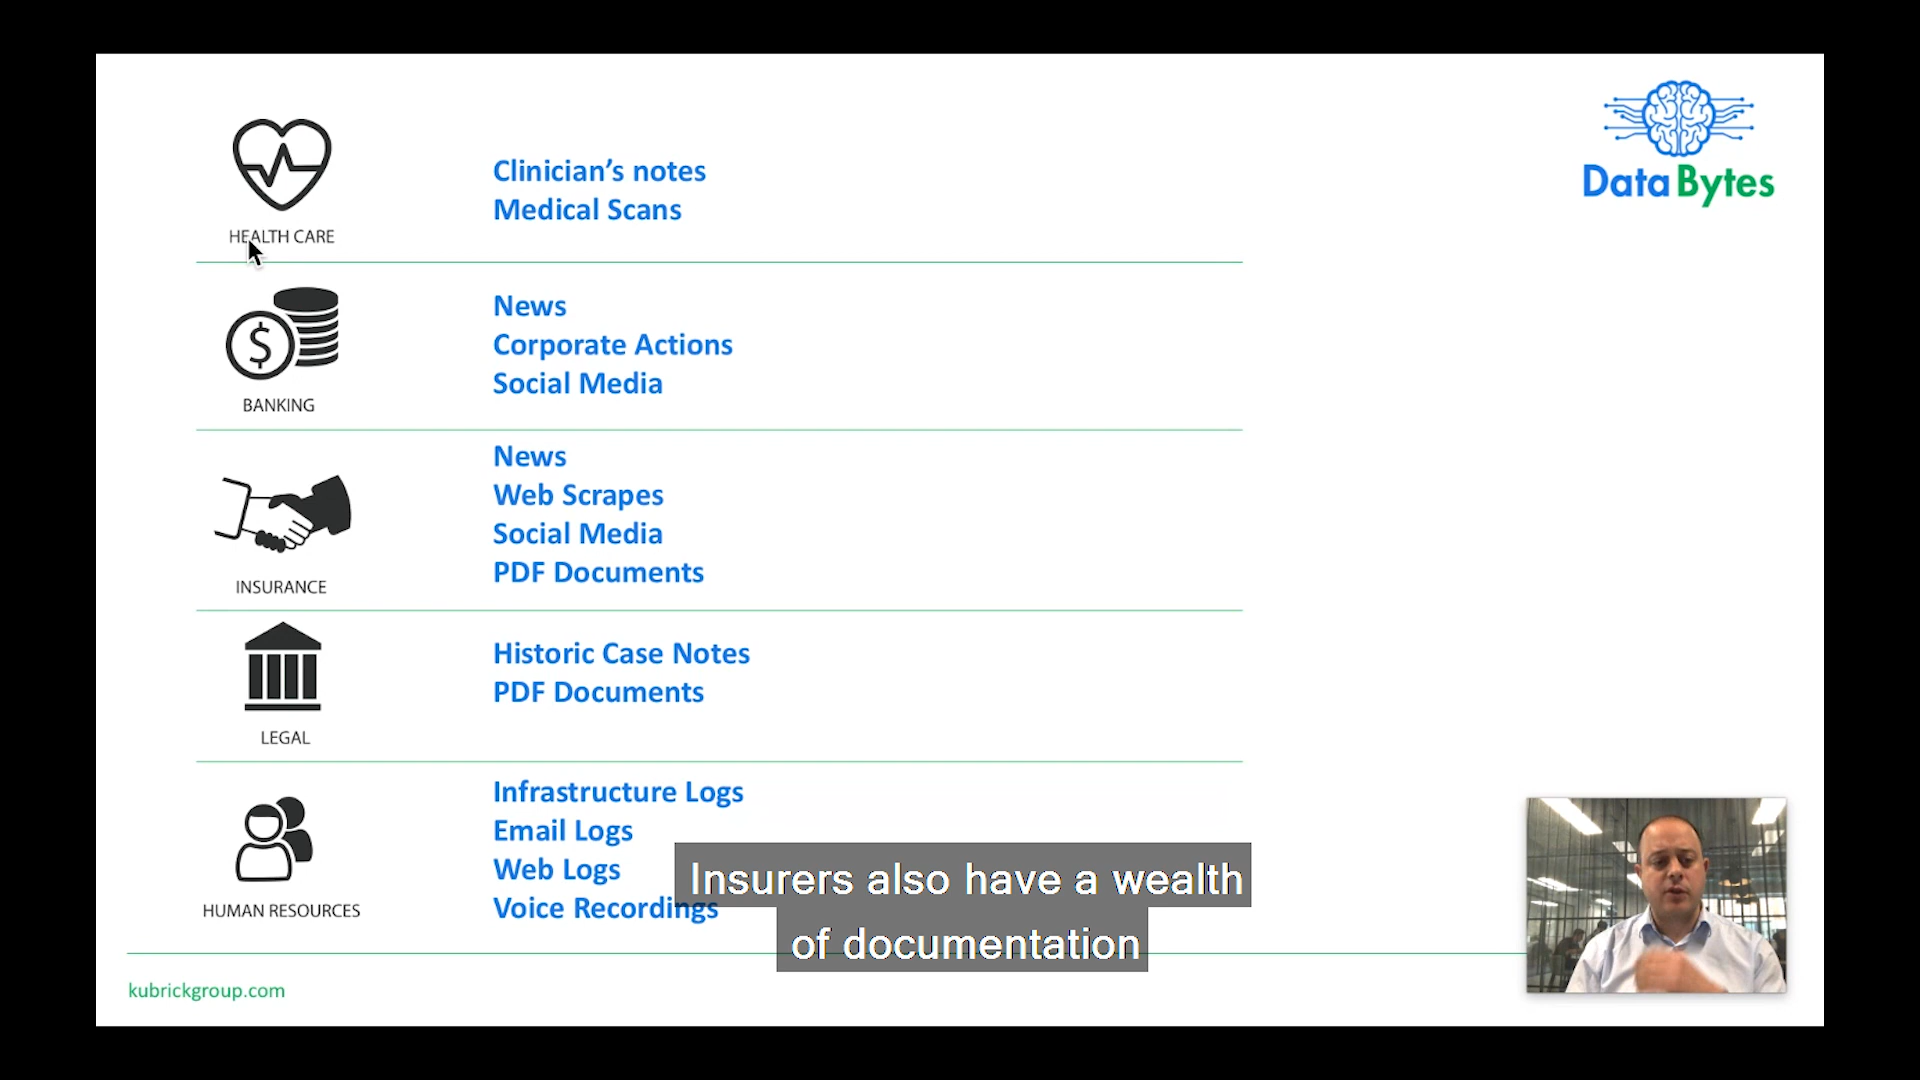 Data Bytes
HEALTH CARE
Clinician’s notes
Medical Scans
BANKING
News
Corporate Actions
Social Media
INSURANCE
News
Web Scrapes
Social Media
PDF Documents
LEGAL
Historic Case Notes
PDF Documents
HUMAN RESOURCES
Infrastructure Logs
Email Logs
Web Logs
Voice Recordings
Insurers also have a wealth
of documentation
kubrickgroup.com